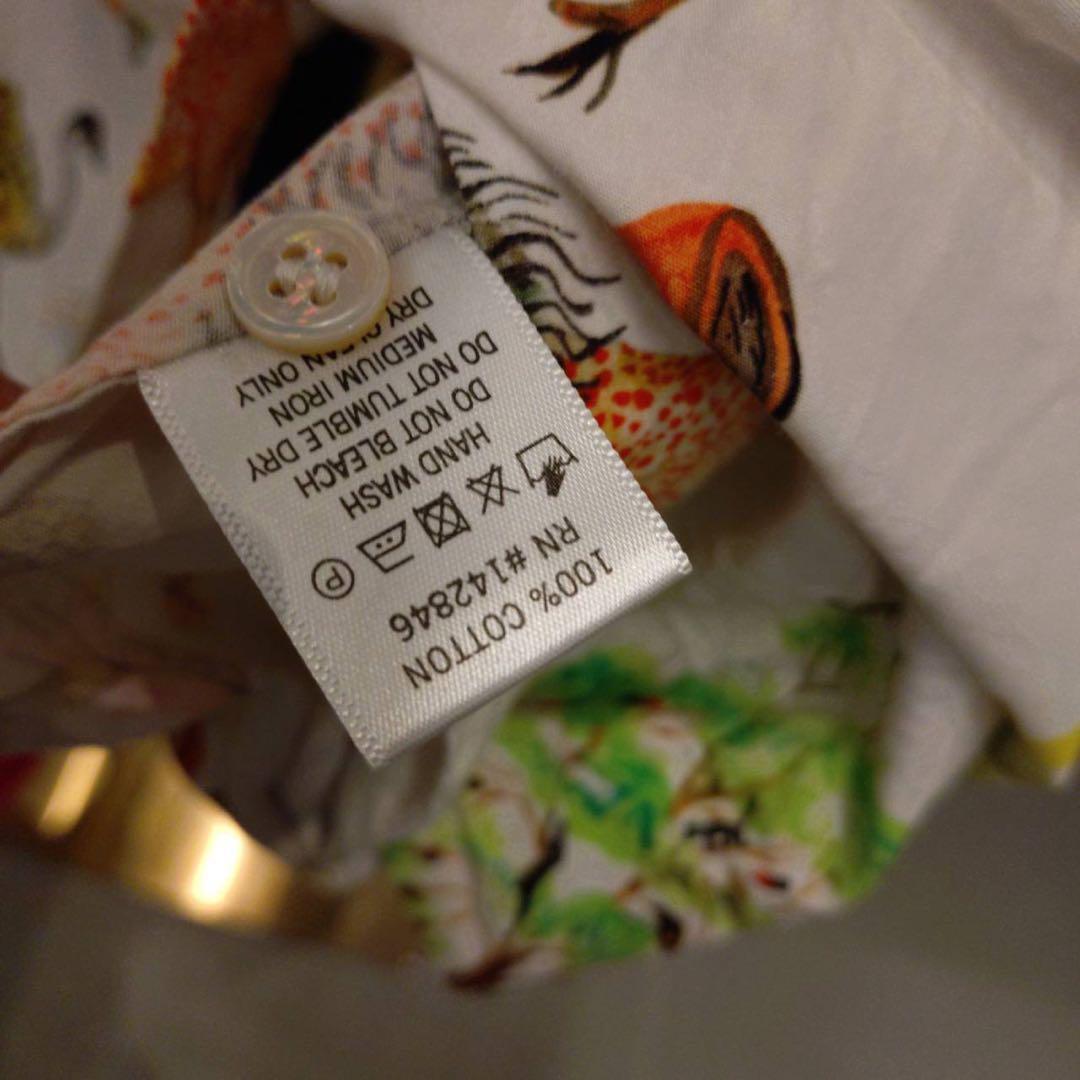 100% COTTON
RN #142846
P
HAND WASH
DO NOT BLEACH
DO NOT TUMBLE DRY
MEDIUM IRON
DRY CLEAN ONLY